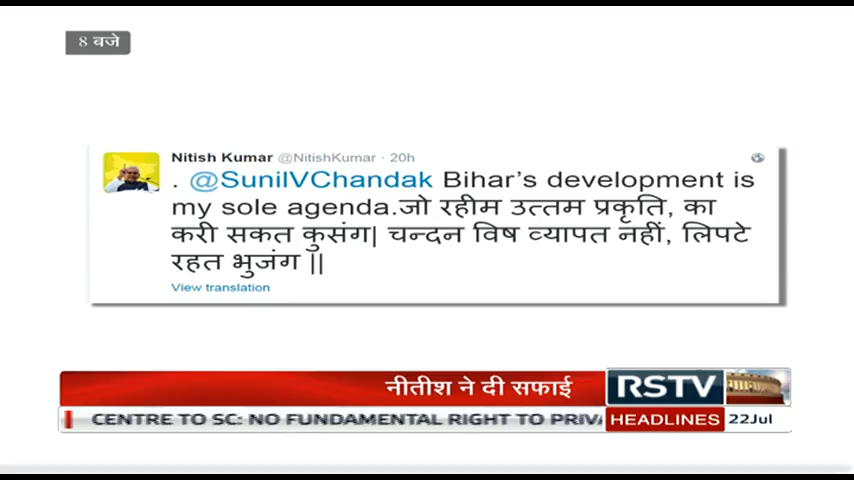 8 बजे
Nitish Kumar @NitishKumar · 20h
. @SunilVChandak Bihar's development is
my sole agenda.जो रहीम उत्तम प्रकृति, का
करी सकत कुसंग| चन्दन विष व्यापत नहीं, लिपटे
रहत भुजंग ||
View translation
नीतीश ने दी सफाई
RSTV
CENTRE TO SC: NO FUNDAMENTAL RIGHT TO PRIV
HEADLINES
22Jul